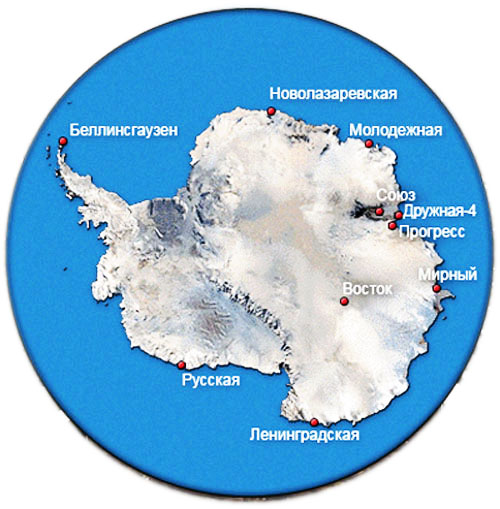 Новолазаревская
Беллинсгаузен
Молодежная
Союз
Дружная-4
Прогресс
Мирный
Восток
Русская
Ленинградская